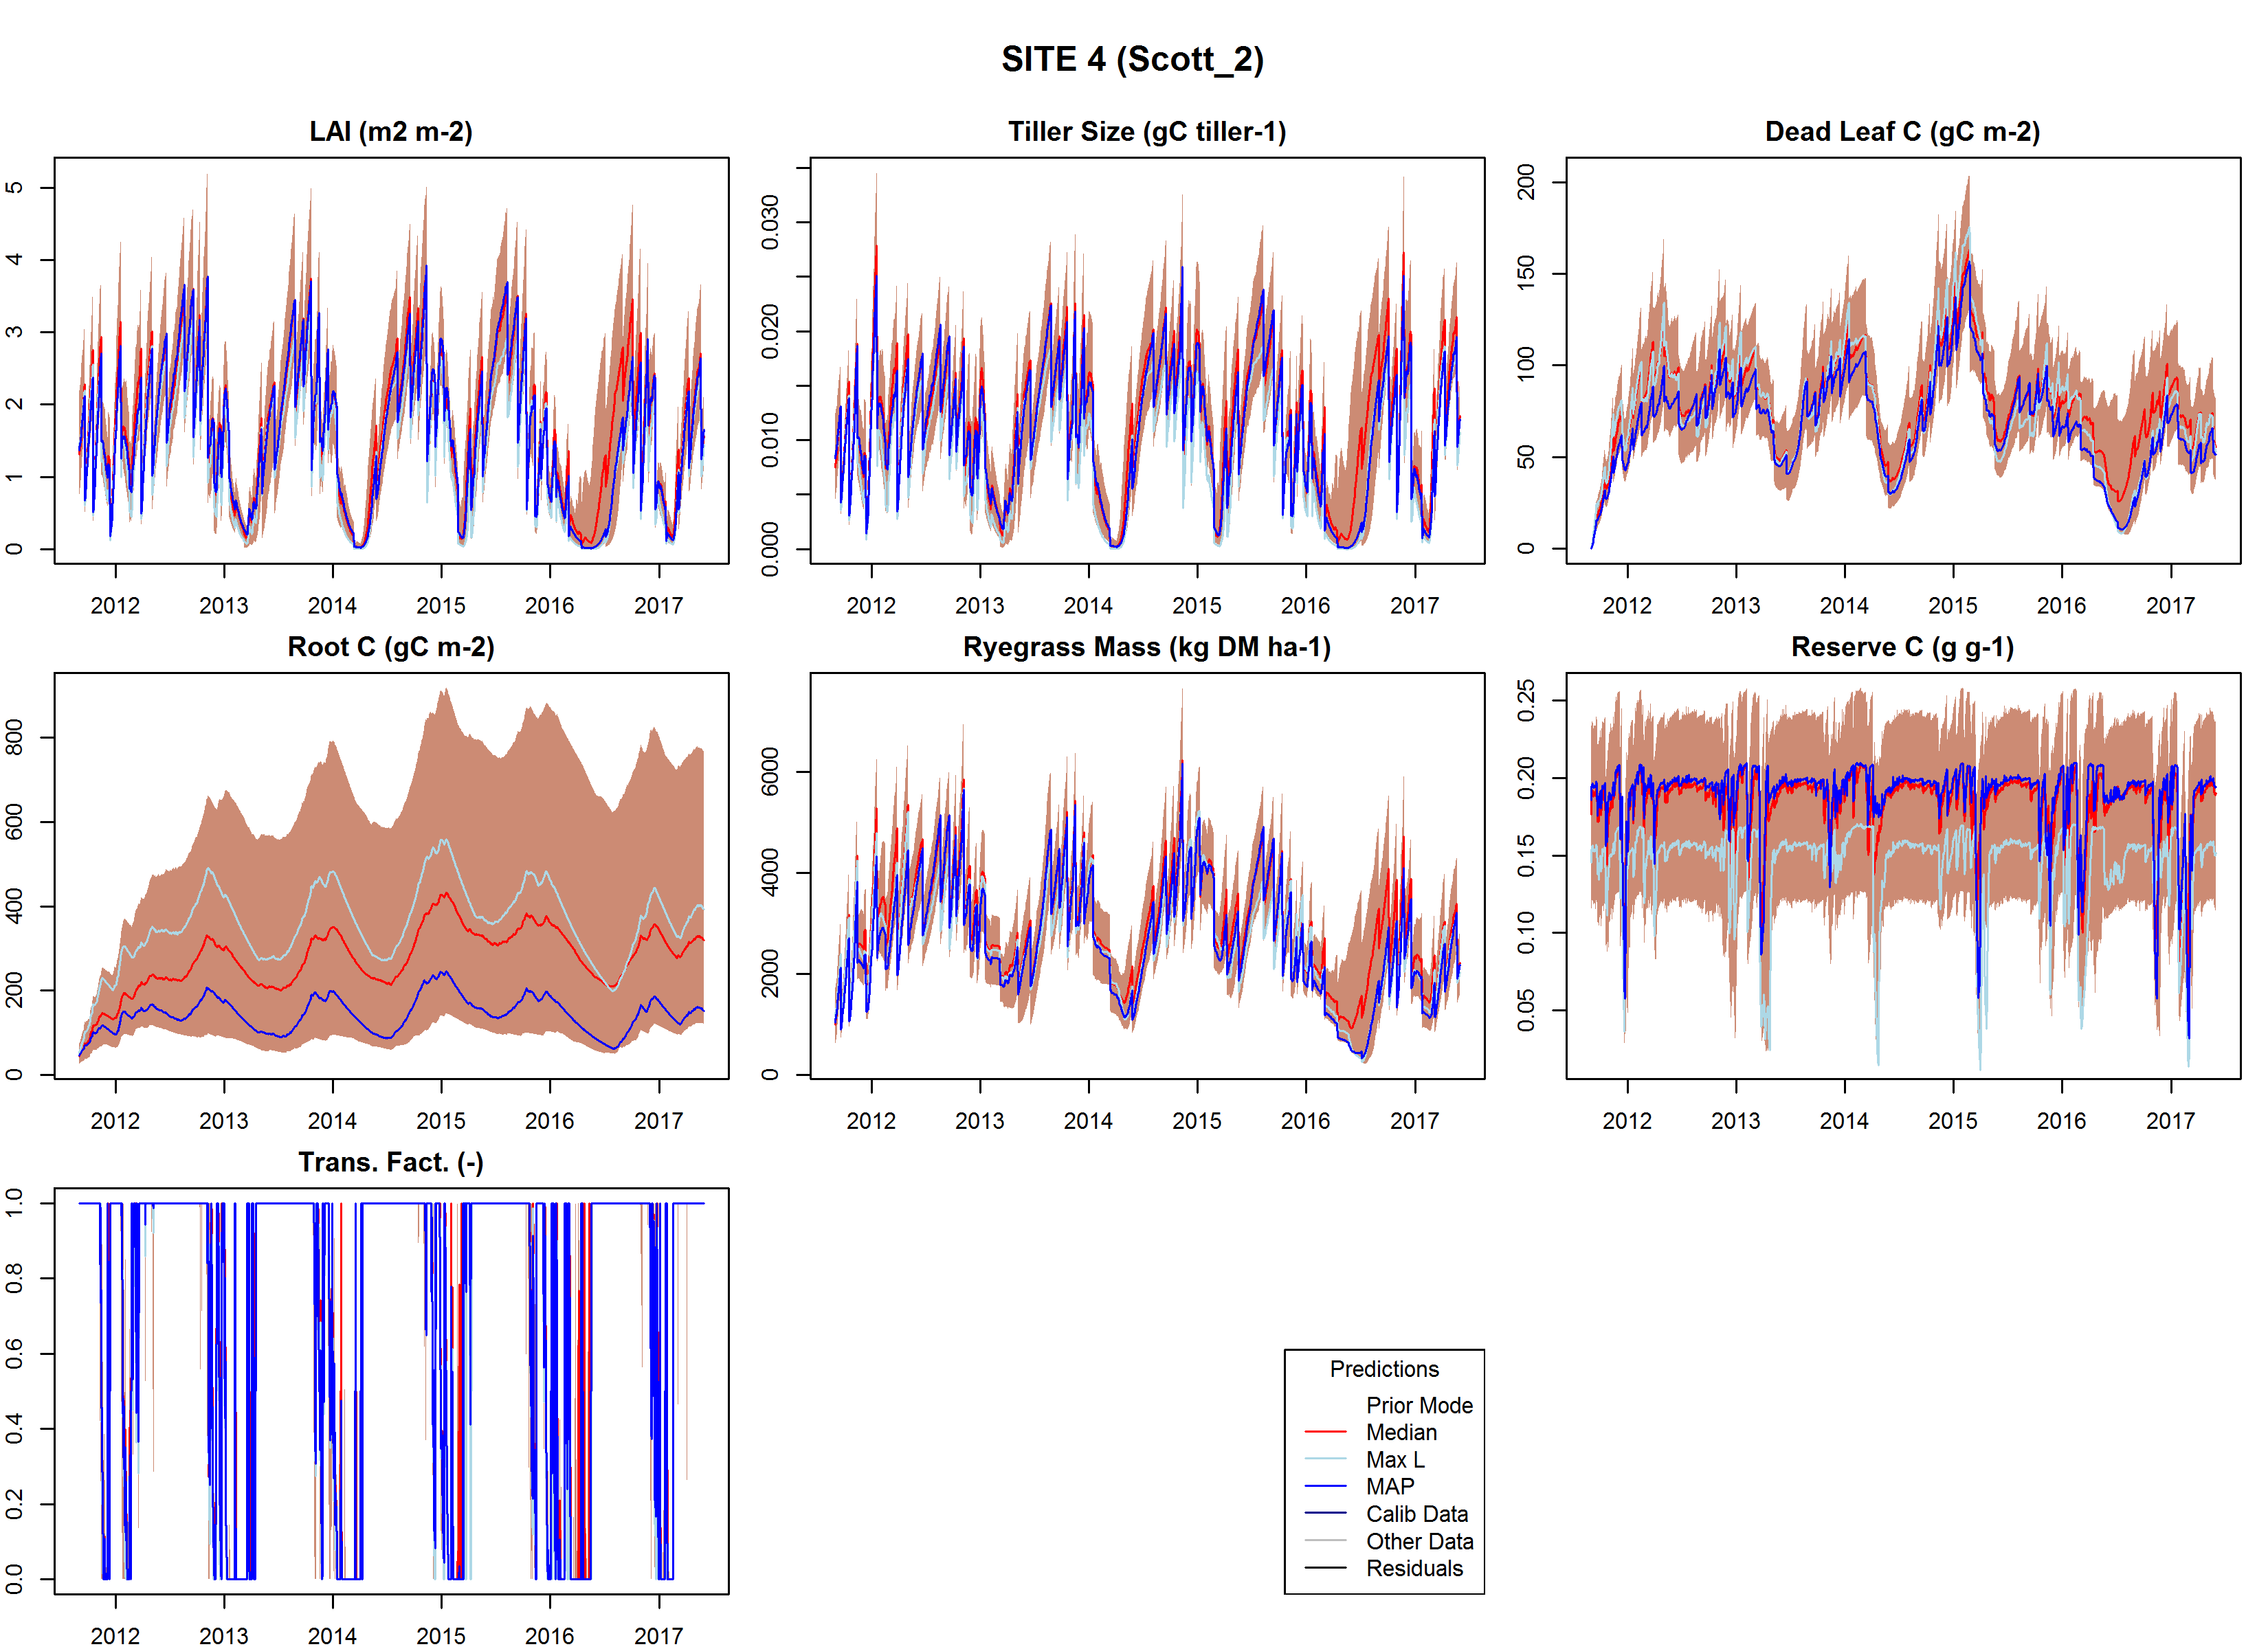 SITE 4 (Scott_2)
LAI (m2 m-2)
0 1 2 3 4 5
2012 2013 2014 2015 2016 2017
Tiller Size (gC tiller-1)
0.000 0.010 0.020 0.030
2012 2013 2014 2015 2016 2017
Dead Leaf C (gC m-2)
0 50 100 150 200
2012 2013 2014 2015 2016 2017
Root C (gC m-2)
0 200 400 600 800
2012 2013 2014 2015 2016 2017
Ryegrass Mass (kg DM ha-1)
0 2000 4000 6000
2012 2013 2014 2015 2016 2017
Reserve C (g g-1)
0.05 0.10 0.15 0.20 0.25
2012 2013 2014 2015 2016 2017
Trans. Fact. (-)
0.0 0.2 0.4 0.6 0.8 1.0
2012 2013 2014 2015 2016 2017
Predictions
Prior Mode
Median
Max L
MAP
Calib Data
Other Data
Residuals